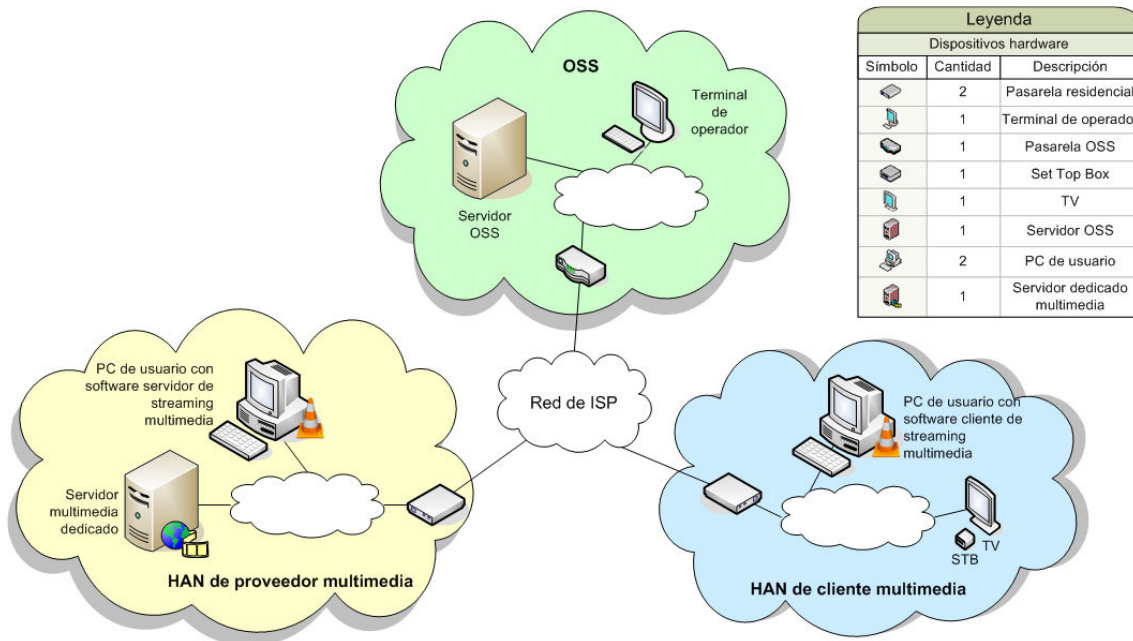 OSS
Terminal
de
operador
Servidor
OSS
Leyenda
Dispositivos hardware
Símbolo Cantidad Descripción
2 Pasarela residencial
1 Terminal de operado
1 Pasarela OSS
1 Set Top Box
1 TV
1 Servidor OSS
2 PC de usuario
1 Servidor dedicado
multimedia
Red de ISP
PC de usuario con
software servidor de
streaming
multimedia
Servidor
multimedia
dedicado
HAN de proveedor multimedia
PC de usuario con
software cliente de
streaming
multimedia
STB
TV
HAN de cliente multimedia